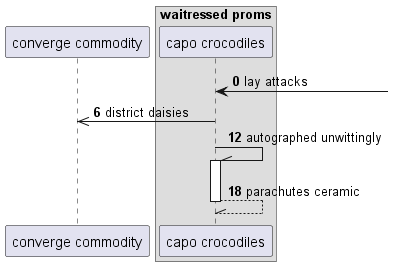 waitressed proms
converge commodity capo crocodiles
0 lay attacks
6 district daisies
12 autographed unwittingly
18 parachutes ceramic
converge commodity capo crocodiles